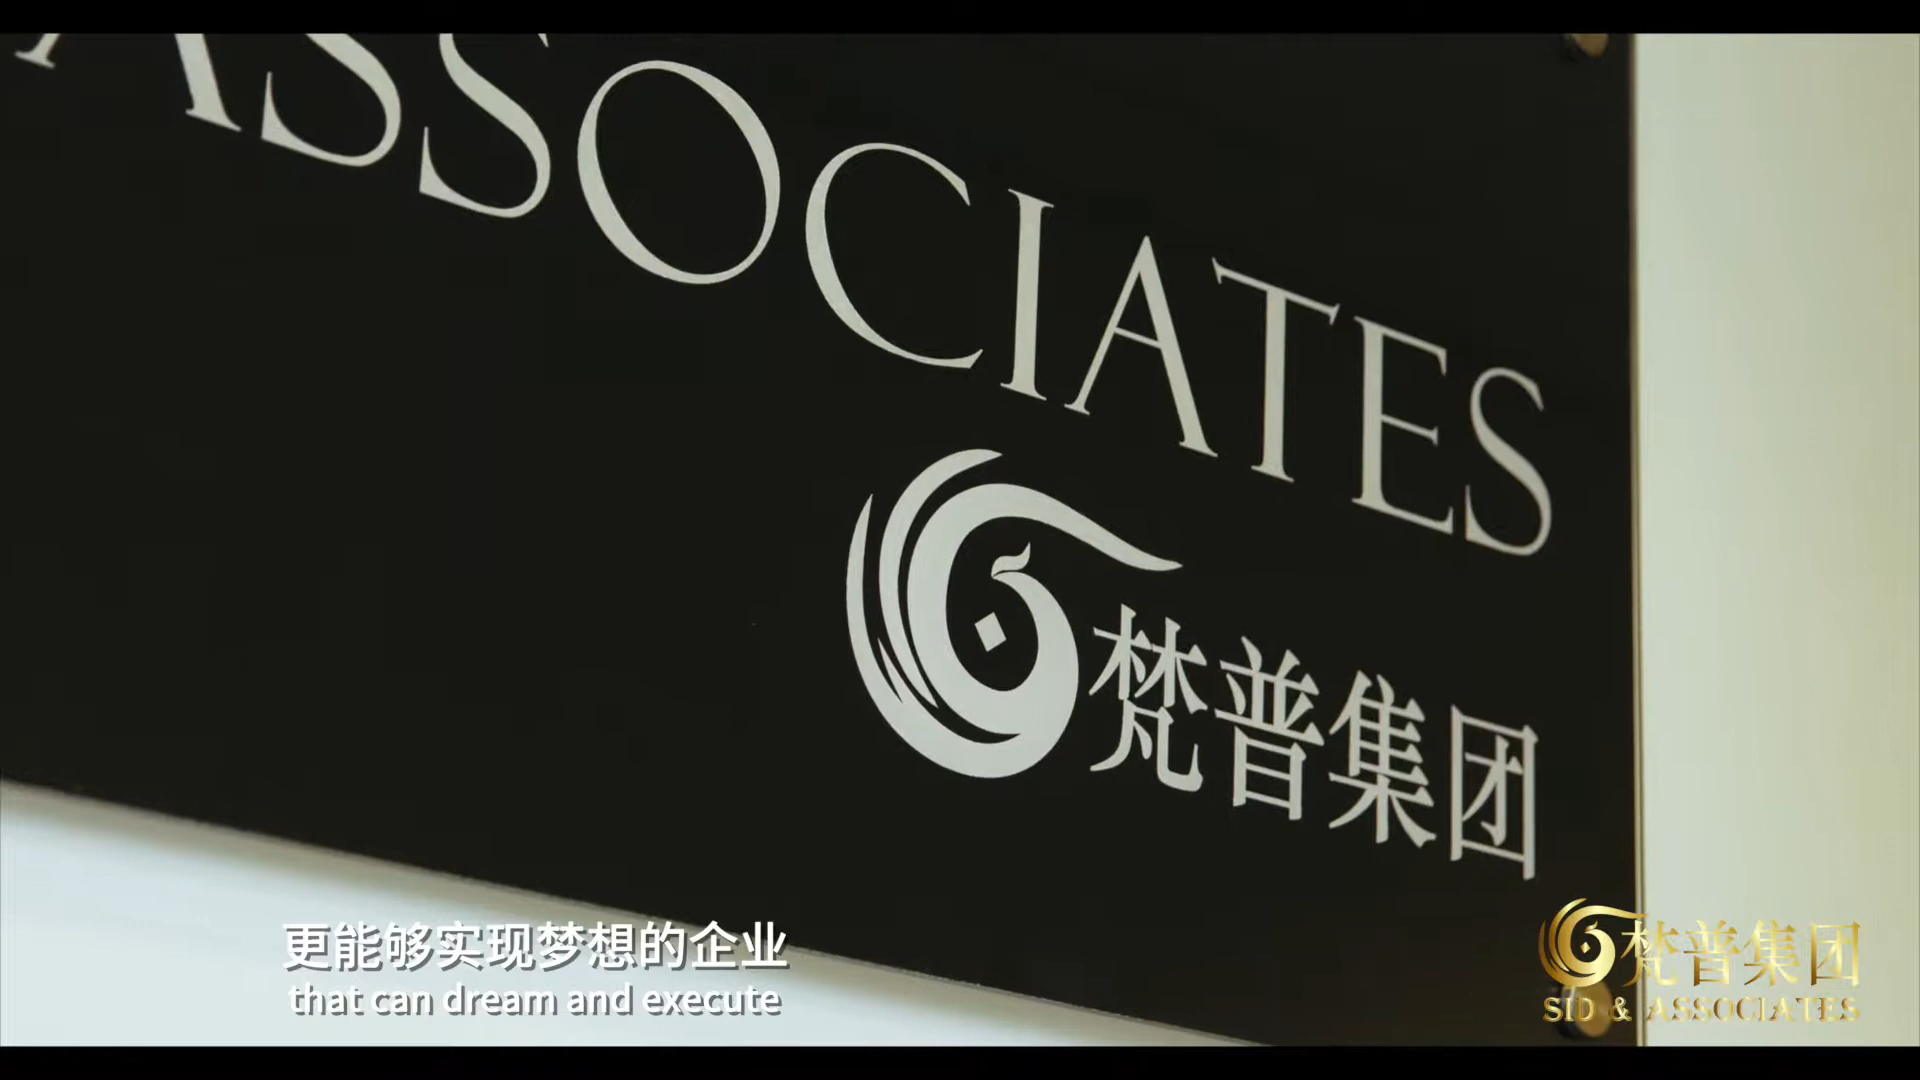 ASSOCIATES
梵普集团
更能够实现梦想的企业
that can dream and execute
梵普集团
SID & ASSOCIATES